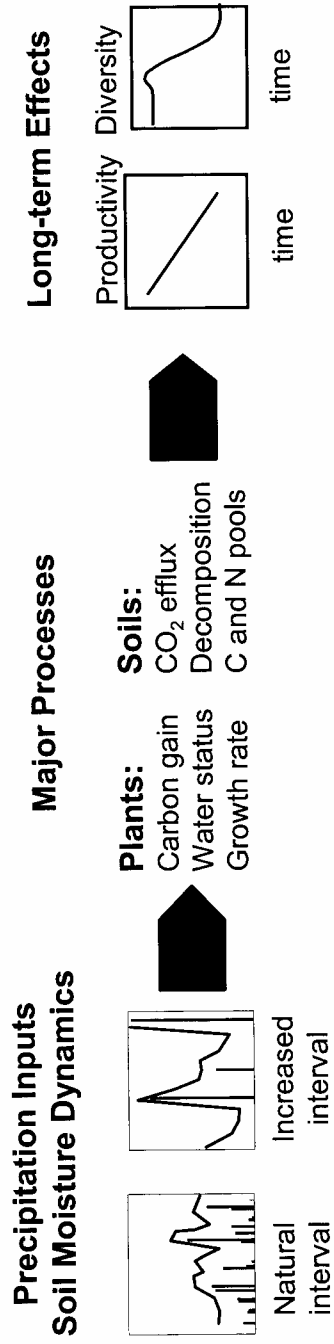 Precipitation Inputs
Soil Moisture Dynamics
Natural
interval
Increased
interval
Major Processes
Plants:
Carbon gain
Water status
Growth rate
Soils:
CO₂ efflux
Decomposition
C and N pools
Long-term Effects
Productivity
time
Diversity
time